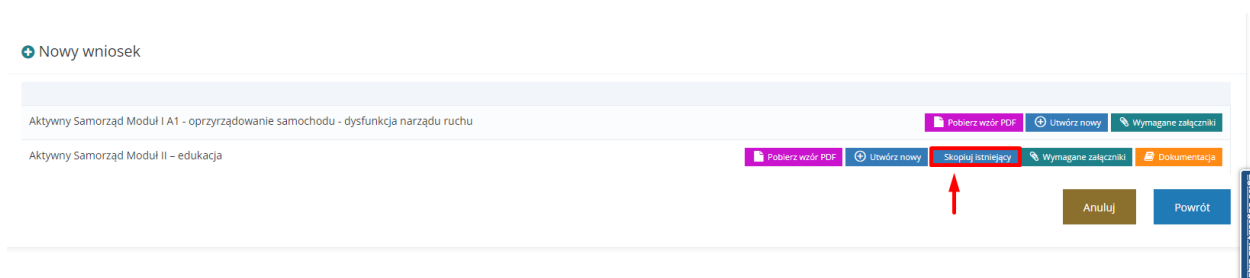 Nowy wniosek
Aktywny Samorząd Moduł I A1 - oprzyrządowanie samochodu - dysfunkcja narządu ruchu
Pobierz wzór PDF Utwórz nowy Wymagane załączniki
Aktywny Samorząd Moduł II – edukacja
Pobierz wzór PDF Utwórz nowy Skopiuj istniejący Wymagane załączniki Dokumentacja
Anuluj Powrót